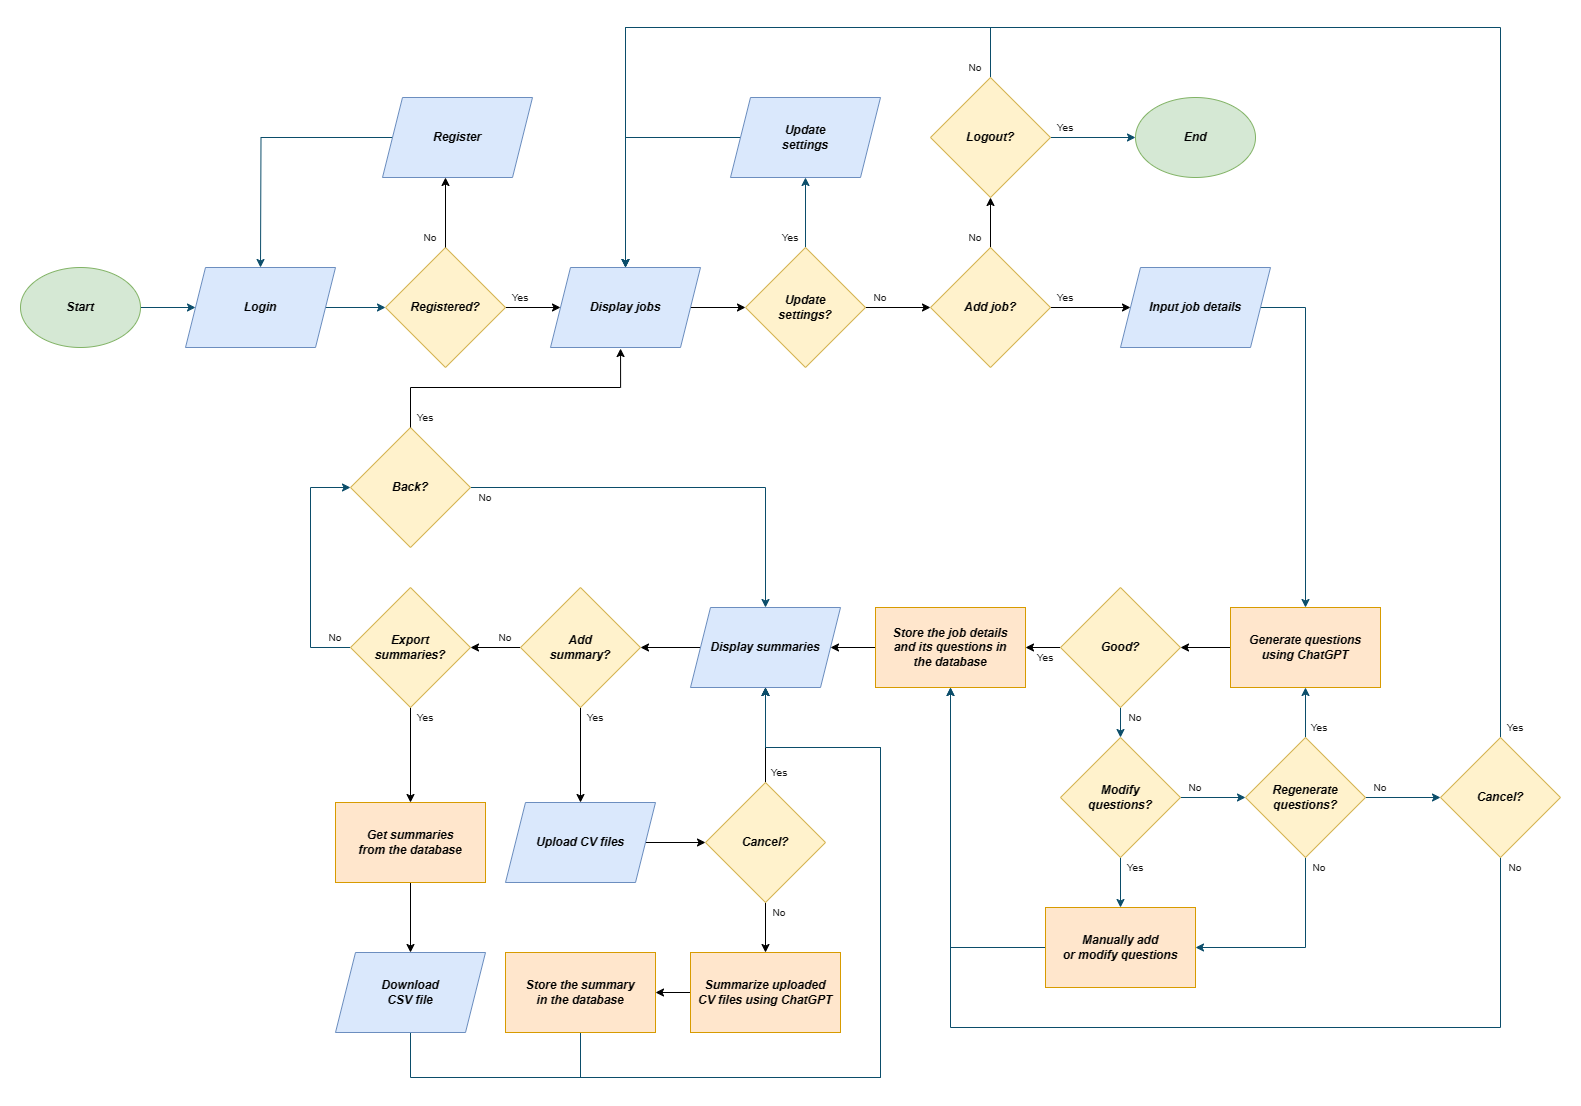 No
Register
Update
settings
Logout?
Yes
End
No
Yes
No
Start
Login
Registered?
Yes
Display jobs
Update
settings?
No
Add job?
Yes
Input job details
Yes
Back?
No
Export
summaries?
No
Add
summary?
No
Display summaries
Store the job details
and its questions in
the database
Good?
Yes
Generate questions
using ChatGPT
Yes
Yes
No
Yes
Yes
Yes
Modify
questions?
No
Regenerate
questions?
No
Cancel?
Get summaries
from the database
Upload CV files
Cancel?
Yes
No
No
No
Manually add
or modify questions
Download
CSV file
Store the summary
in the database
Summarize uploaded
CV files using ChatGPT